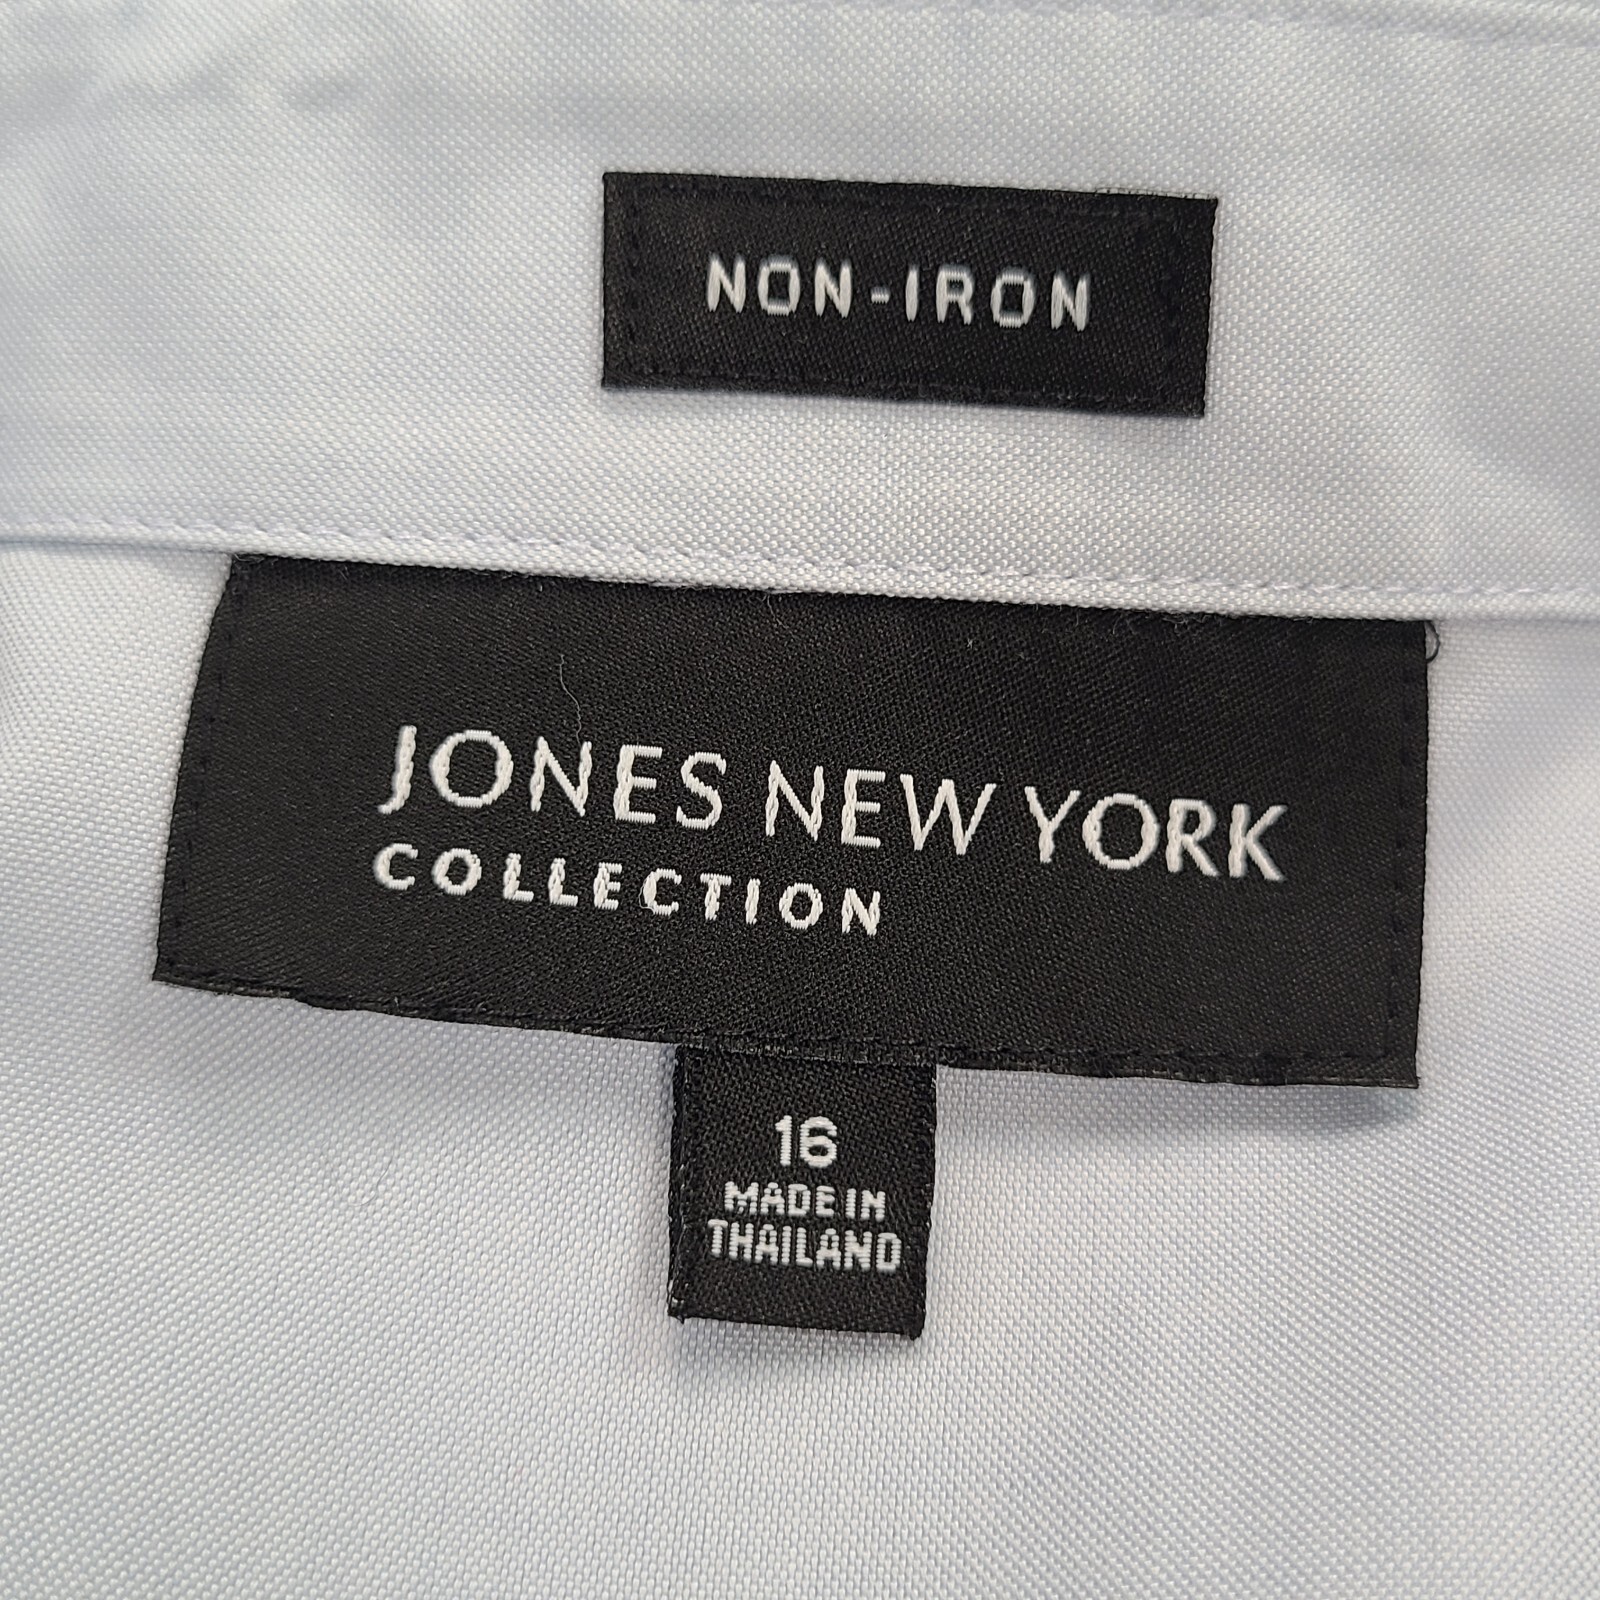 NON-IRON
JONES NEW YORK
COLLECTION
16
MADE IN
THAILAND